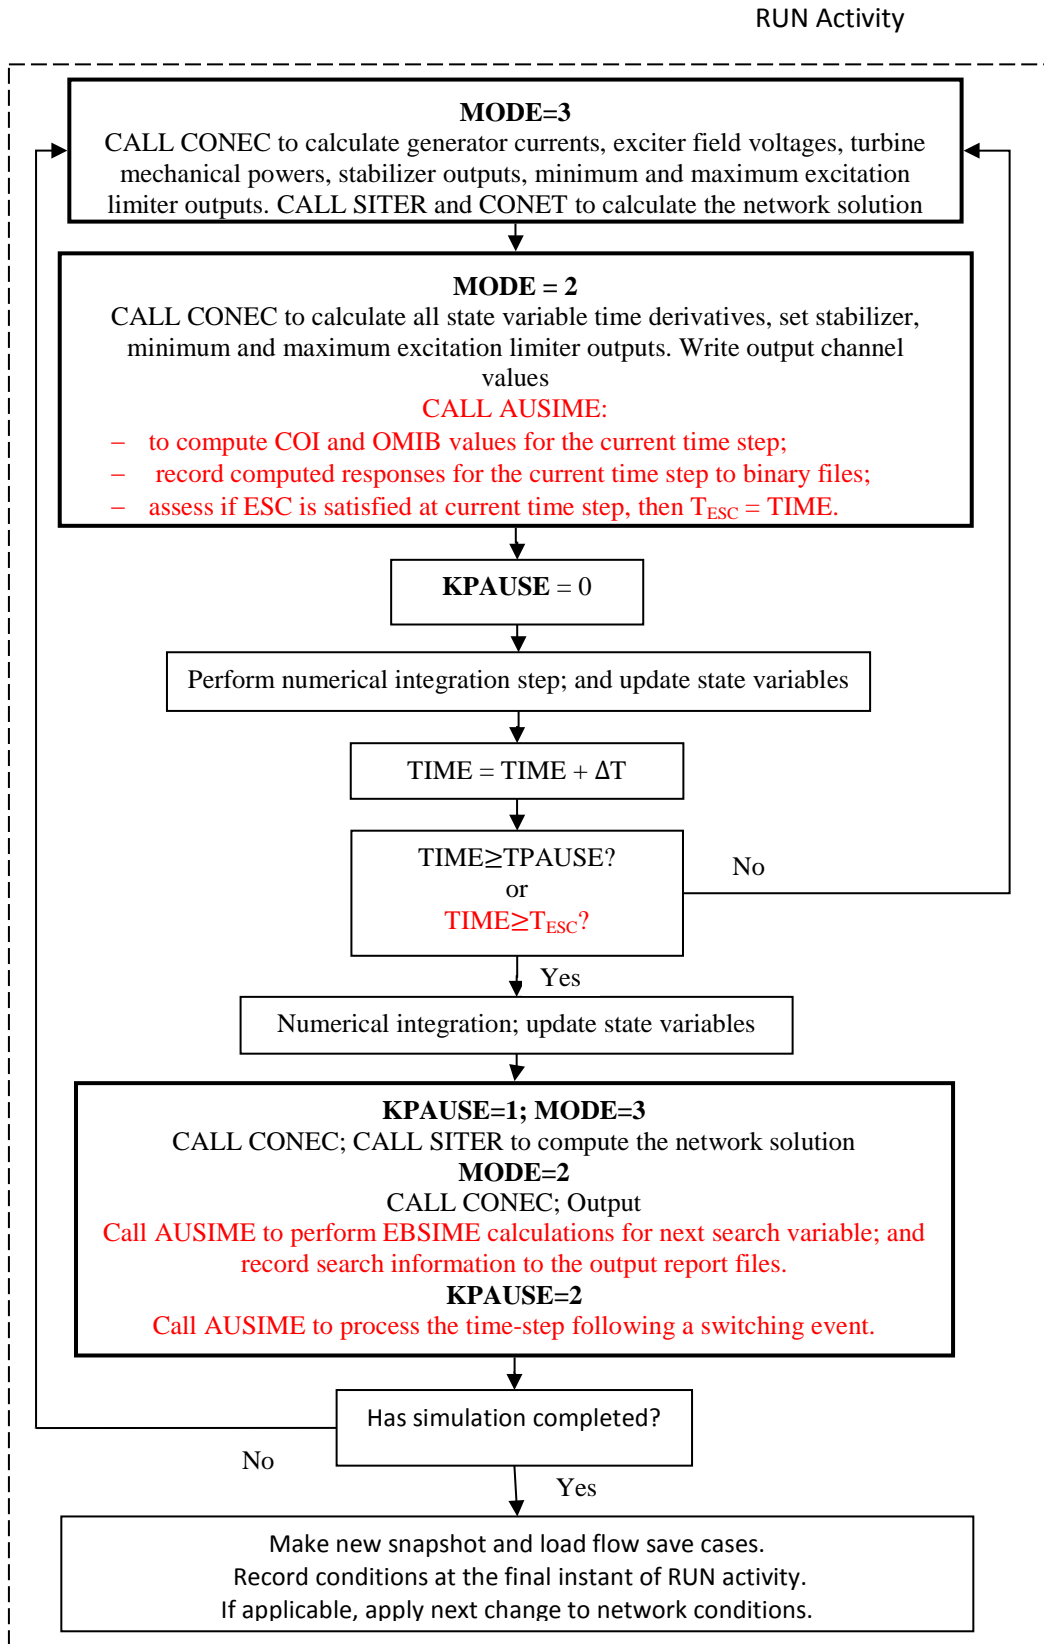 RUN Activity
MODE=3
CALL CONEC to calculate generator currents, exciter field voltages, turbine
mechanical powers, stabilizer outputs, minimum and maximum excitation
limiter outputs. CALL SITER and CONET to calculate the network solution
MODE = 2
CALL CONEC to calculate all state variable time derivatives, set stabilizer,
minimum and maximum excitation limiter outputs. Write output channel
values
CALL AUSIME:
– to compute COI and OMIB values for the current time step;
– record computed responses for the current time step to binary files;
– assess if ESC is satisfied at current time step, then T_ESC = TIME.
KPAUSE = 0
Perform numerical integration step; and update state variables
TIME = TIME + ΔT
TIME≥TPAUSE?
or
TIME≥T_ESC?
No
Yes
Numerical integration; update state variables
KPAUSE=1; MODE=3
CALL CONEC; CALL SITER to compute the network solution
MODE=2
CALL CONEC; Output
Call AUSIME to perform EBSIME calculations for next search variable; and
record search information to the output report files.
KPAUSE=2
Call AUSIME to process the time-step following a switching event.
Has simulation completed?
No
Yes
Make new snapshot and load flow save cases.
Record conditions at the final instant of RUN activity.
If applicable, apply next change to network conditions.